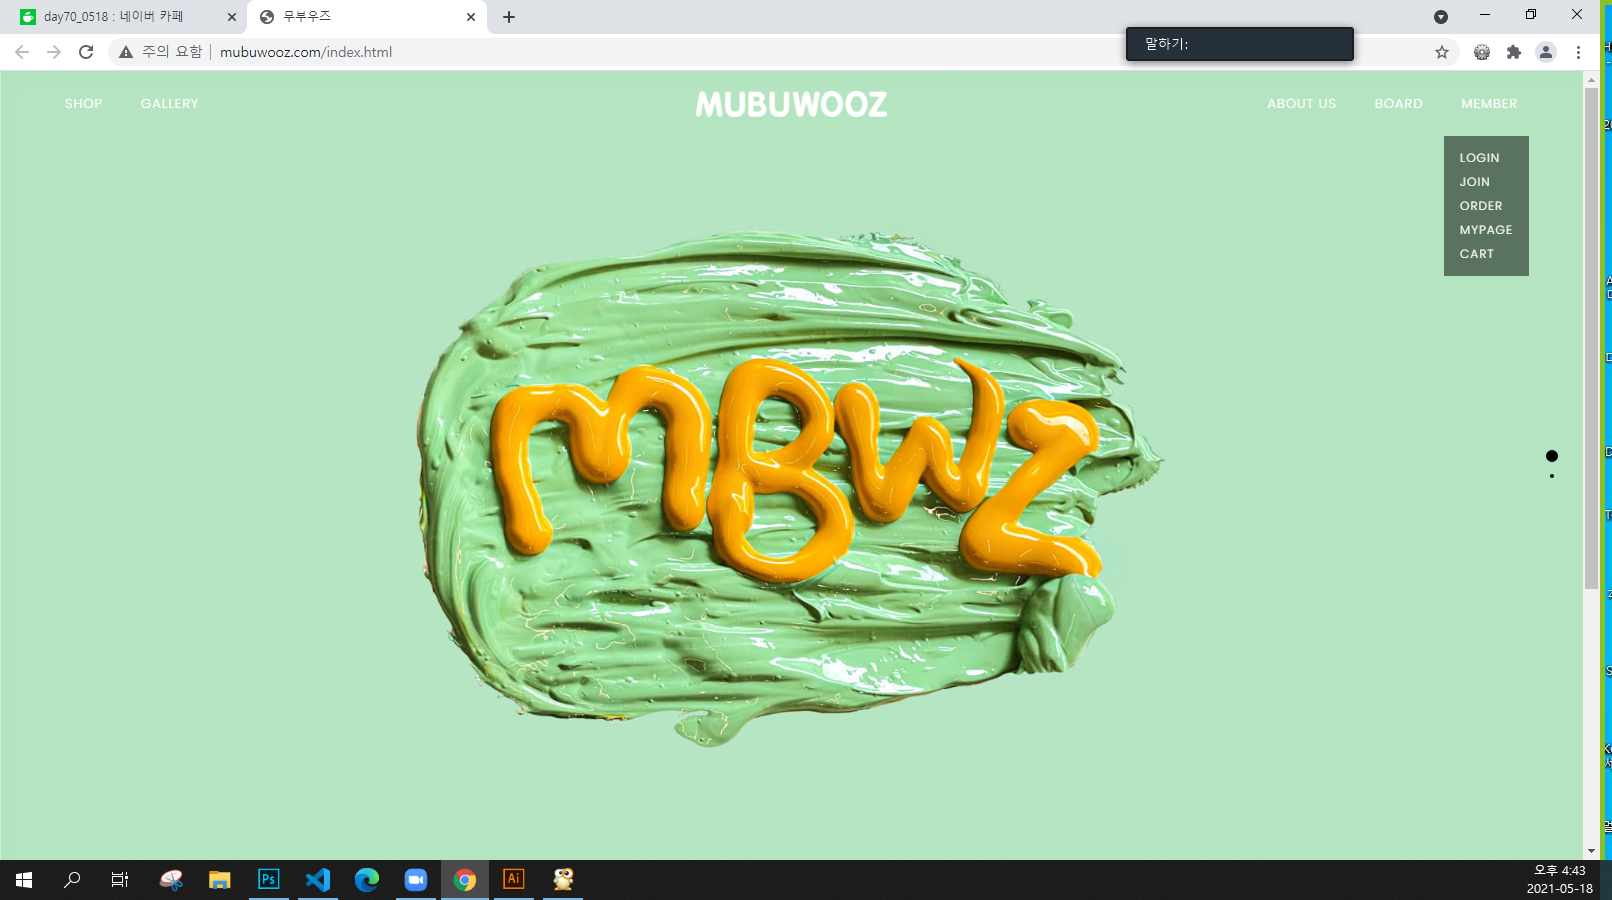 day70_0518 : 네이버 카페
무부우즈
주의 요함
mubuwooz.com/index.html
말하기:
SHOP
GALLERY
MUBUWOOZ
ABOUT US
BOARD
MEMBER
LOGIN
JOIN
ORDER
MYPAGE
CART
mBwz
Ps
Ai
오후 4:43
2021-05-18